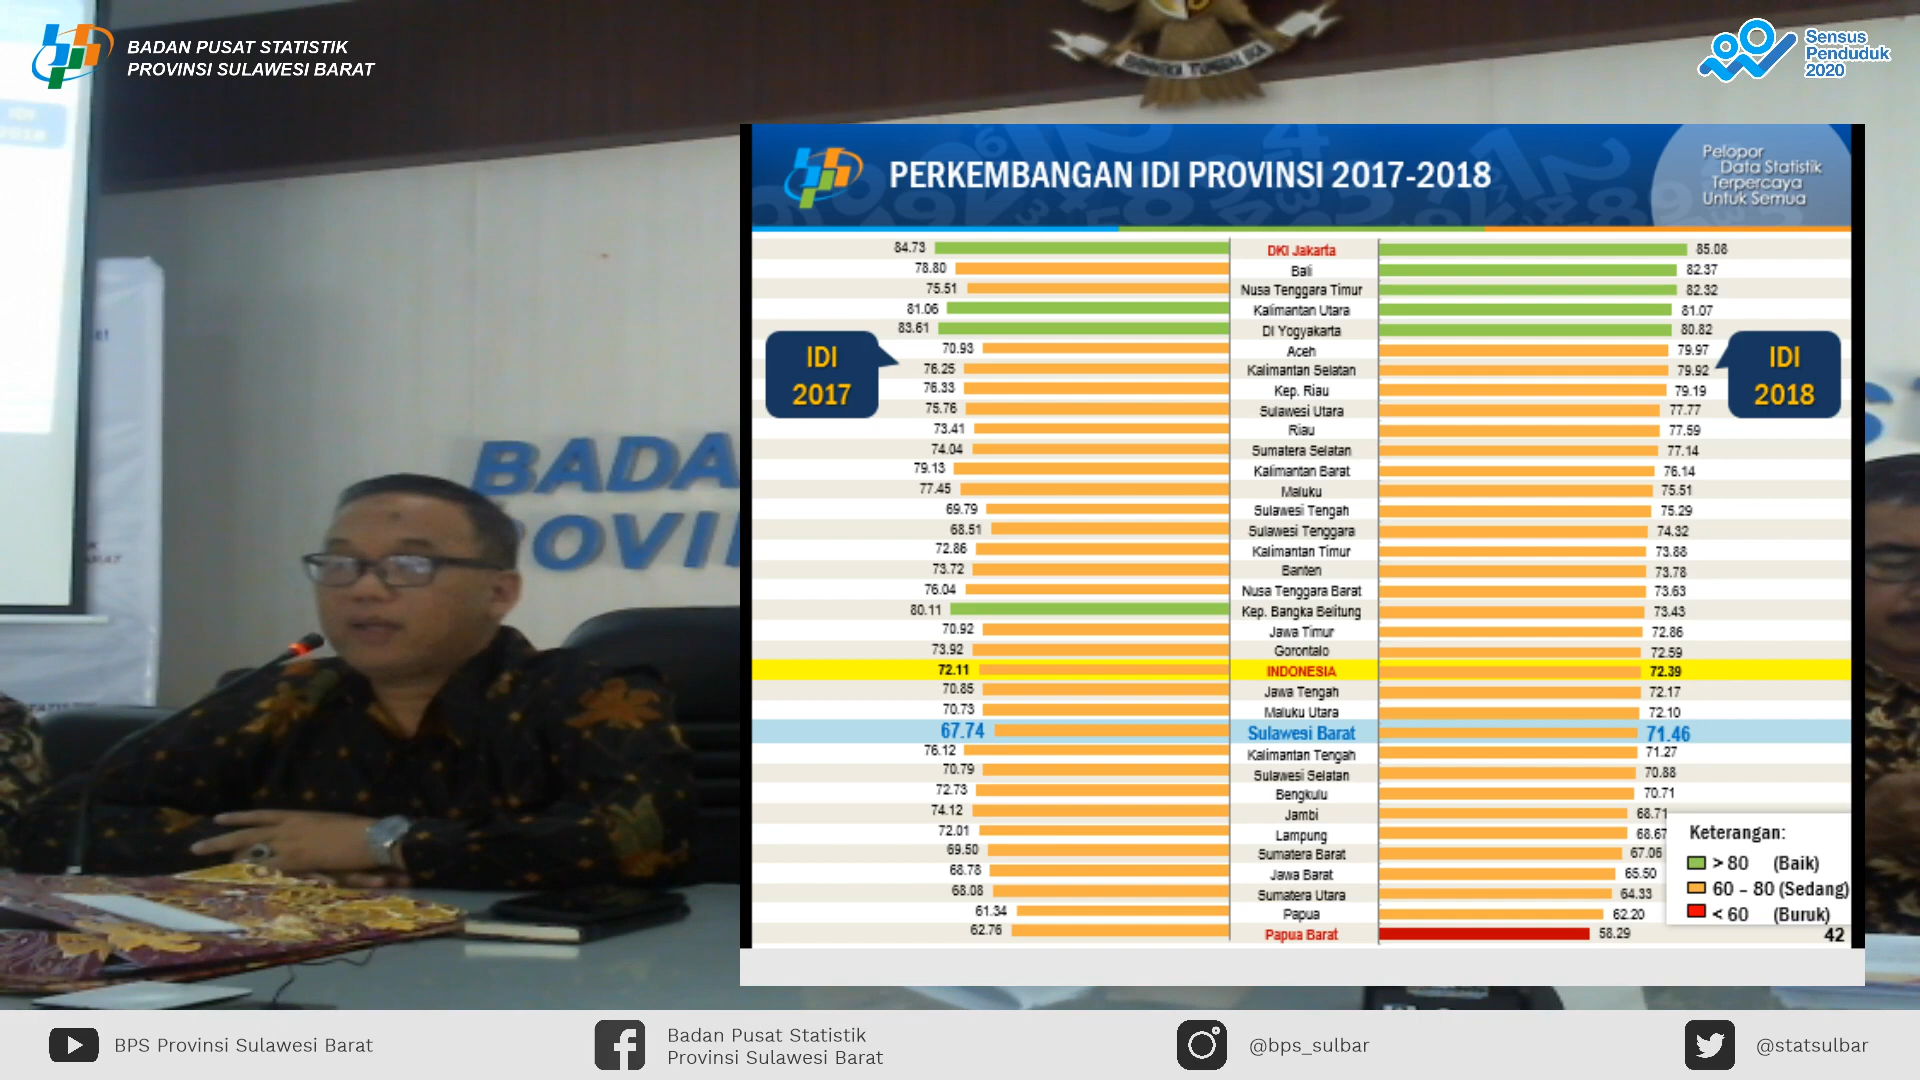 BADAN PUSAT STATISTIK
PROVINSI SULAWESI BARAT
Sensus
Penduduk
2020
BHINNEKA TUNGGAL IKA
IDI
2018
BADA
ROVIN
PERKEMBANGAN IDI PROVINSI 2017-2018
Pelopor
Data Statistik
Terpercaya
Untuk Semua
IDI
2017
IDI
2018
84.73 DKI Jakarta 85.08
78.80 Bali 82.37
75.51 Nusa Tenggara Timur 82.32
81.06 Kalimantan Utara 81.07
83.61 DI Yogyakarta 80.82
70.93 Aceh 79.97
76.25 Kalimantan Selatan 79.92
76.33 Kep. Riau 79.19
75.76 Sulawesi Utara 77.77
73.41 Riau 77.59
74.04 Sumatera Selatan 77.14
79.13 Kalimantan Barat 76.14
77.45 Maluku 75.51
69.79 Sulawesi Tengah 75.29
68.51 Sulawesi Tenggara 74.32
72.86 Kalimantan Timur 73.88
73.72 Banten 73.78
76.04 Nusa Tenggara Barat 73.63
80.11 Kep. Bangka Belitung 73.43
70.92 Jawa Timur 72.86
73.92 Gorontalo 72.59
72.11 INDONESIA 72.39
70.85 Jawa Tengah 72.17
70.73 Maluku Utara 72.10
67.74 Sulawesi Barat 71.46
76.12 Kalimantan Tengah 71.27
70.79 Sulawesi Selatan 70.88
72.73 Bengkulu 70.71
74.12 Jambi 68.71
72.01 Lampung 68.67
69.50 Sumatera Barat 67.06
68.78 Jawa Barat 65.50
68.08 Sumatera Utara 64.33
61.34 Papua 62.20
62.76 Papua Barat 58.29
Keterangan:
> 80 (Baik)
60 – 80 (Sedang)
< 60 (Buruk)
42
BPS Provinsi Sulawesi Barat
Badan Pusat Statistik
Provinsi Sulawesi Barat
@bps_sulbar
@statsulbar